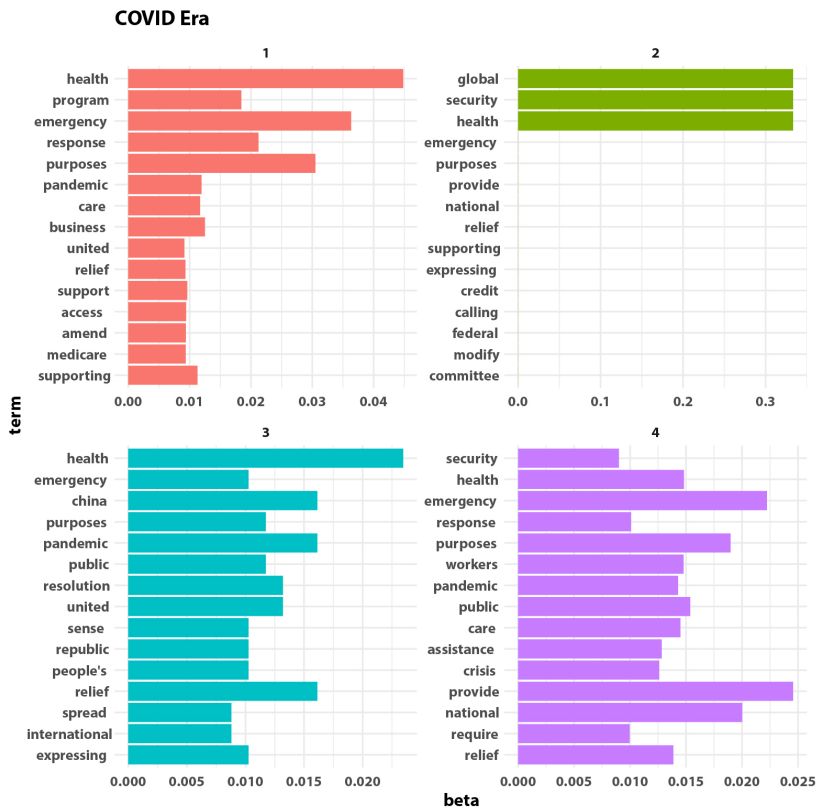 COVID Era
1
health
program
emergency
response
purposes
pandemic
care
business
united
relief
support
access
amend
medicare
supporting
0.00 0.01 0.02 0.03 0.04
2
global
security
health
emergency
purposes
provide
national
relief
supporting
expressing
credit
calling
federal
modify
committee
0.0 0.1 0.2 0.3
term
3
health
emergency
china
purposes
pandemic
public
resolution
united
sense
republic
people's
relief
spread
international
expressing
0.000 0.005 0.010 0.015 0.020
4
security
health
emergency
response
purposes
workers
pandemic
public
care
assistance
crisis
provide
national
require
relief
0.000 0.005 0.010 0.015 0.020 0.025
beta